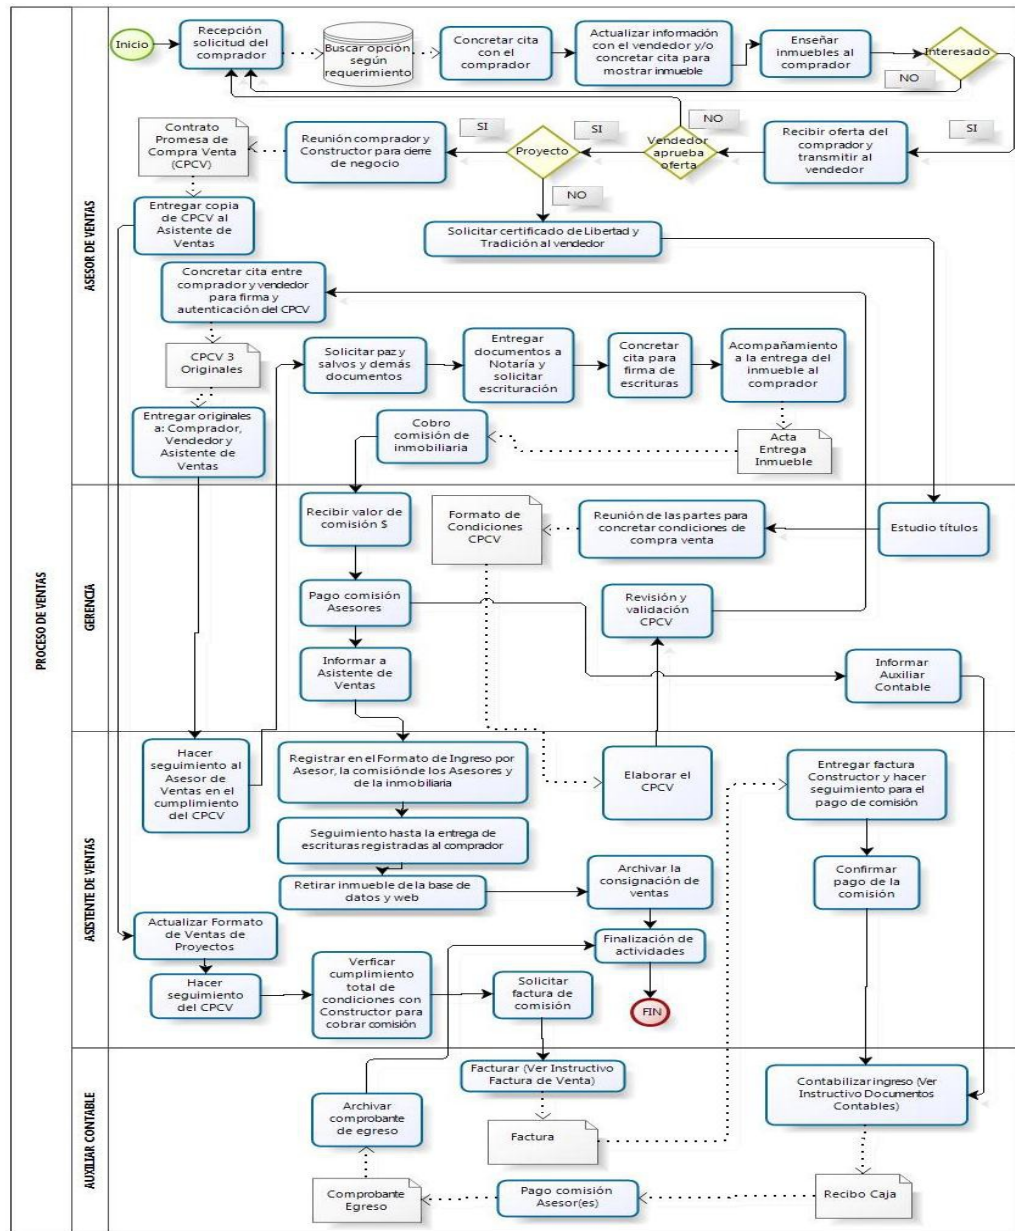 PROCESO DE VENTAS
ASESOR DE VENTAS
Inicio
Recepción
solicitud del
comprador
Buscar opción
según
requerimiento
Concretar cita
con el
comprador
Actualizar información
con el vendedor y/o
concretar cita para
mostrar inmueble
Enseñar
inmuebles al
comprador
Interesado
NO
SI
Recibir oferta del
comprador y
transmitir al
vendedor
Vendedor
aprueba
oferta
NO
SI
Proyecto
SI
NO
Reunión comprador y
Constructor para cierre
de negocio
Contrato
Promesa de
Compra Venta
(CPCV)
Entregar copia
de CPCV al
Asistente de
Ventas
Solicitar certificado de Libertad y
Tradición al vendedor
Concretar cita entre
comprador y vendedor
para firma y
autenticación del CPCV
CPCV 3
Originales
Entregar originales
a: Comprador,
Vendedor y
Asistente de
Ventas
Solicitar paz y
salvos y demás
documentos
Entregar
documentos a
Notaría y
solicitar
escrituración
Concretar
cita para
firma de
escrituras
Acompañamiento
a la entrega del
inmueble al
comprador
Acta
Entrega
Inmueble
Cobro
comisión de
inmobiliaria
GERENCIA
Recibir valor de
comisión $
Formato de
Condiciones
CPCV
Reunión de las partes para
concretar condiciones de
compra venta
Estudio títulos
Pago comisión
Asesores
Revisión y
validación
CPCV
Informar a
Asistente de
Ventas
Informar
Auxiliar
Contable
ASISTENTE DE VENTAS
Hacer
seguimiento al
Asesor de
Ventas en el
cumplimiento
del CPCV
Registrar en el Formato de Ingreso por
Asesor, la comisión de los Asesores y
de la inmobiliaria
Elaborar el
CPCV
Entregar factura
Constructor y hacer
seguimiento para el
pago de comisión
Seguimiento hasta la entrega de
escrituras registradas al comprador
Retirar inmueble de la base de
datos y web
Archivar la
consignación de
ventas
Confirmar
pago de la
comisión
Actualizar Formato
de Ventas de
Proyectos
Hacer
seguimiento
del CPCV
Verficar
cumplimiento
total de
condiciones con
Constructor para
cobrar comisión
Solicitar
factura de
comisión
Finalización de
actividades
FIN
AUXILIAR CONTABLE
Facturar (Ver Instructivo
Factura de Venta)
Contabilizar ingreso (Ver
Instructivo Documentos
Contables)
Archivar
comprobante
de egreso
Factura
Comprobante
Egreso
Pago comisión
Asesor(es)
Recibo Caja